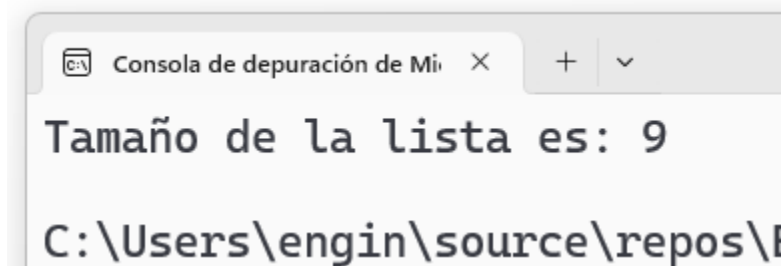 Consola de depuración de Mi
Tamaño de la lista es: 9
C:\Users\engin\source\repos\